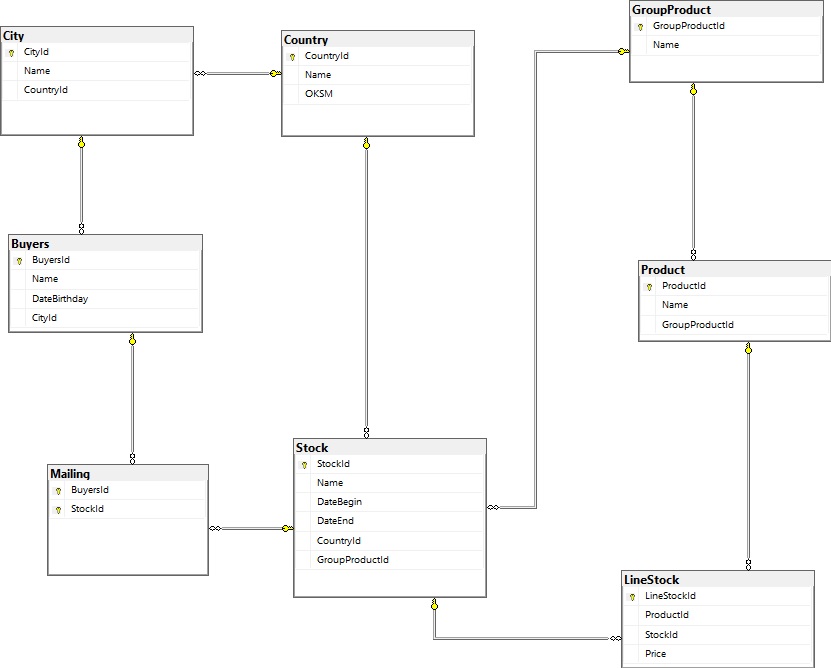 City
CityId
Name
CountryId
Country
CountryId
Name
OKSM
GroupProduct
GroupProductId
Name
Buyers
BuyersId
Name
DateBirthday
CityId
Product
ProductId
Name
GroupProductId
Mailing
BuyersId
StockId
Stock
StockId
Name
DateBegin
DateEnd
CountryId
GroupProductId
LineStock
LineStockId
ProductId
StockId
Price